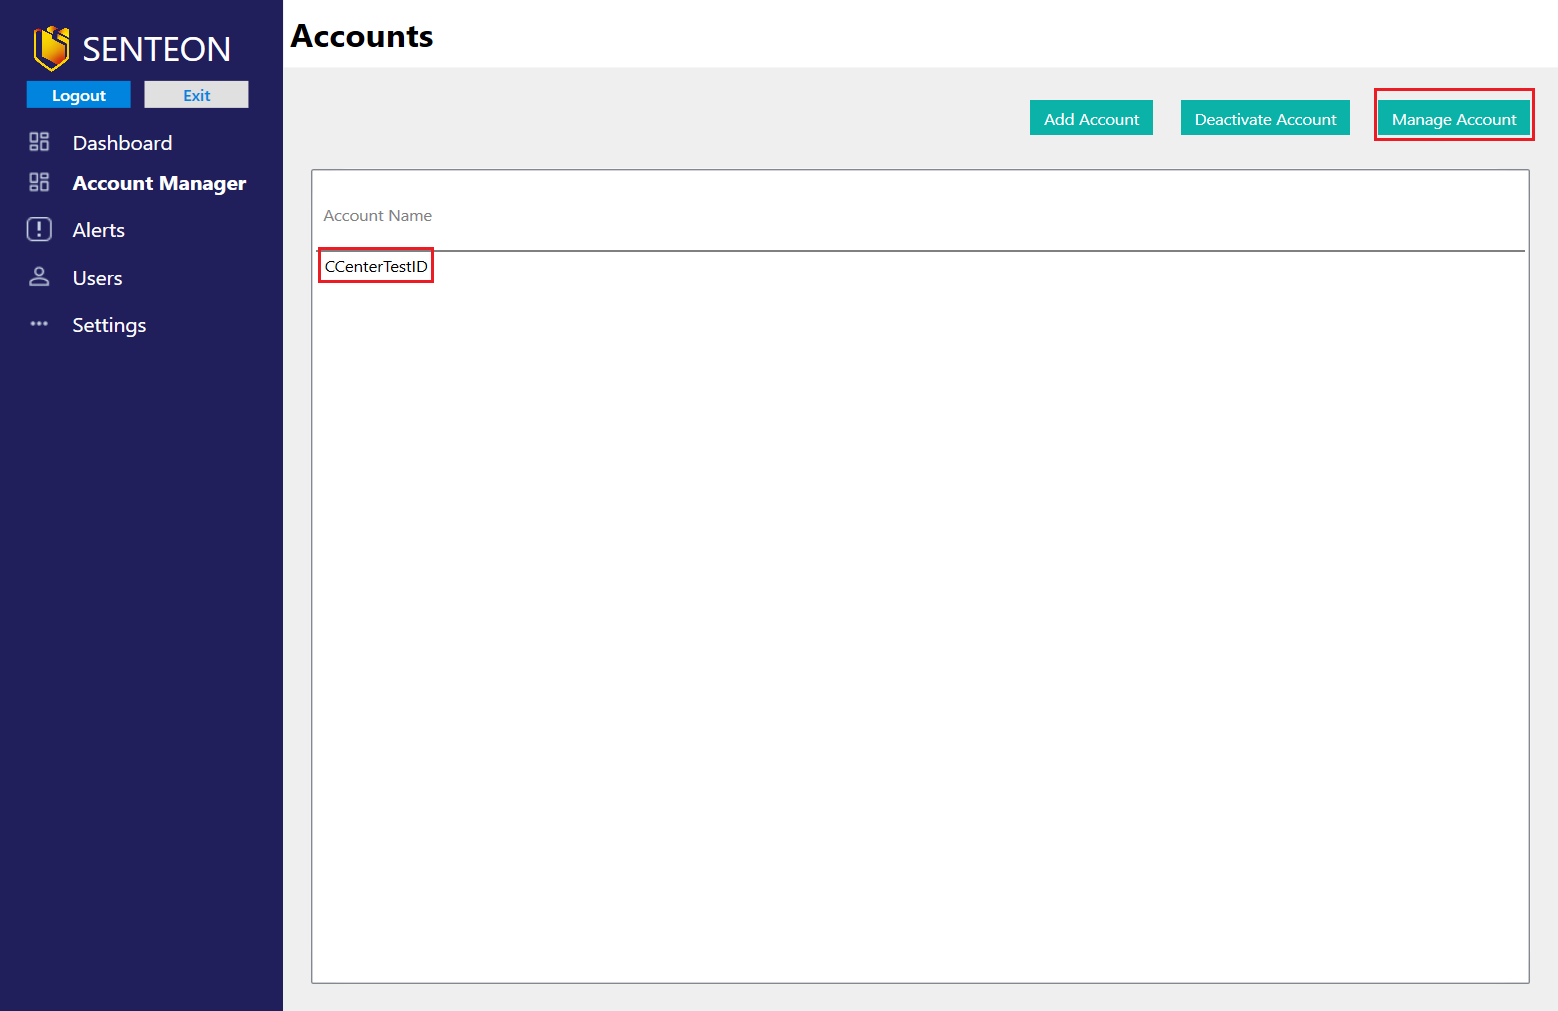 SENTEON
Logout Exit
Dashboard
Account Manager
Alerts
Users
Settings
Accounts
Add Account Deactivate Account Manage Account
Account Name
CCenterTestID